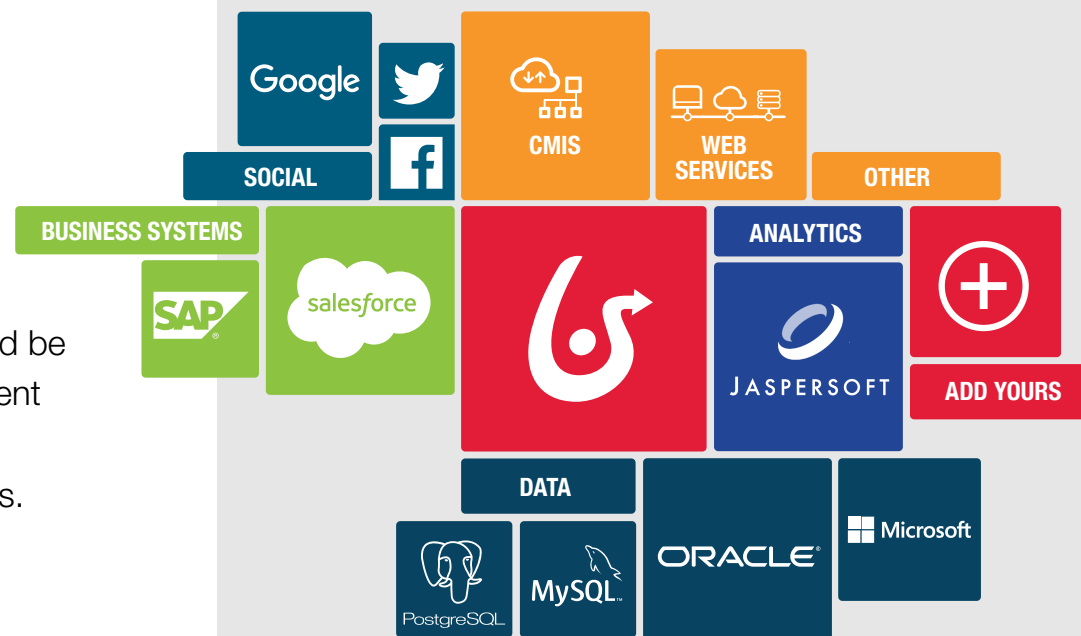 Google
CMIS
WEB
SERVICES
SOCIAL
OTHER
BUSINESS SYSTEMS
ANALYTICS
SAP®
salesforce
d be
ent
s.
JASPERSOFT
ADD YOURS
DATA
ORACLE®
Microsoft
MySQL™
PostgreSQL